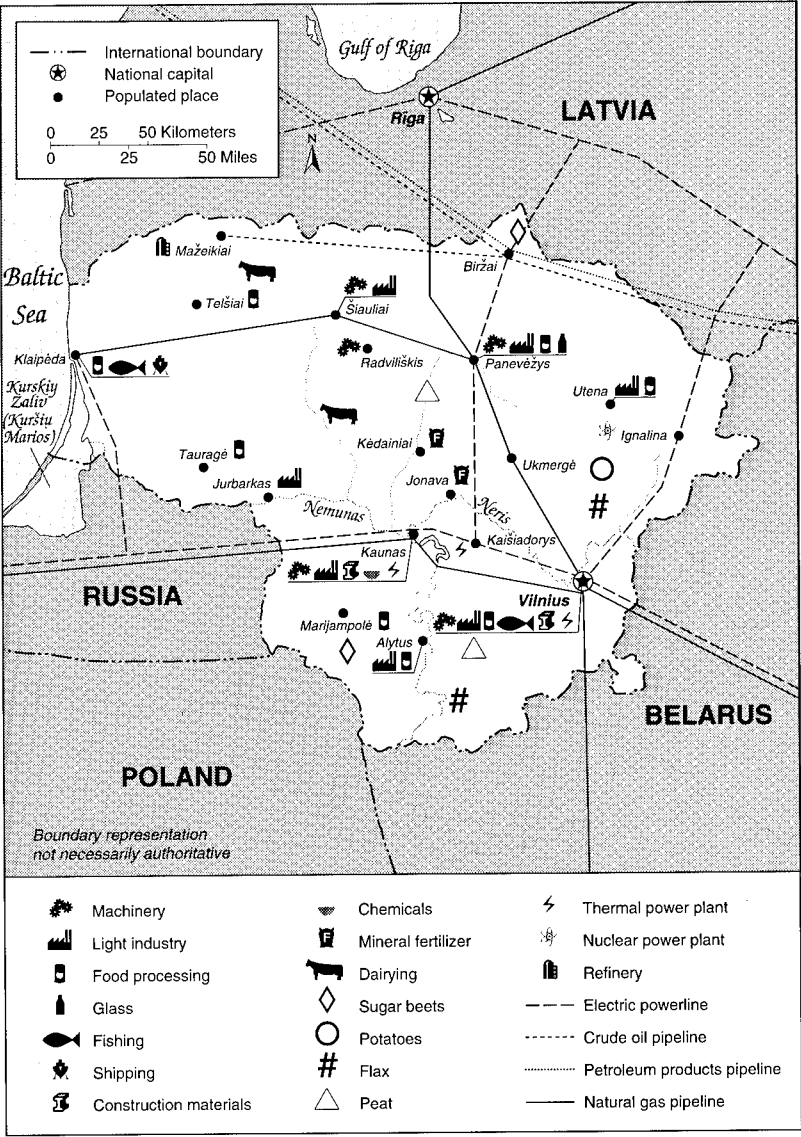 International boundary
National capital
Populated place
0 25 50 Kilometers
0 25 50 Miles
N
Gulf of Riga
Riga
LATVIA
Mažeikiai
Biržai
Baltic
Sea
Telšiai
Šiauliai
Klaipėda
Radviliškis
Panevėžys
Kurskiy
Zaliv
(Kuršiu
Marios)
Utena
Ignalina
Tauragė
Kėdainiai
Ukmergė
Jurbarkas
Jonava
Nemunas
Neris
Kaišiadorys
Kaunas
RUSSIA
Vilnius
Marijampolė
Alytus
BELARUS
POLAND
Boundary representation
not necessarily authoritative
Machinery
Light industry
Food processing
Glass
Fishing
Shipping
Construction materials
Chemicals
Mineral fertilizer
Dairying
Sugar beets
Potatoes
Flax
Peat
Thermal power plant
Nuclear power plant
Refinery
Electric powerline
Crude oil pipeline
Petroleum products pipeline
Natural gas pipeline